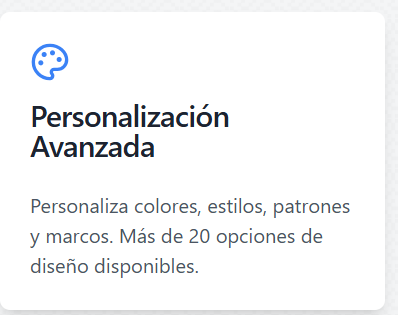 Personalización
Avanzada
Personaliza colores, estilos, patrones
y marcos. Más de 20 opciones de
diseño disponibles.